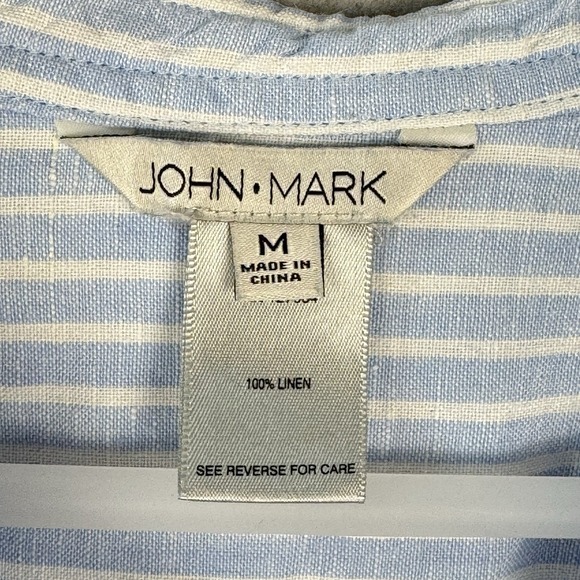 JOHN • MARK
M
MADE IN
CHINA
100% LINEN
SEE REVERSE FOR CARE